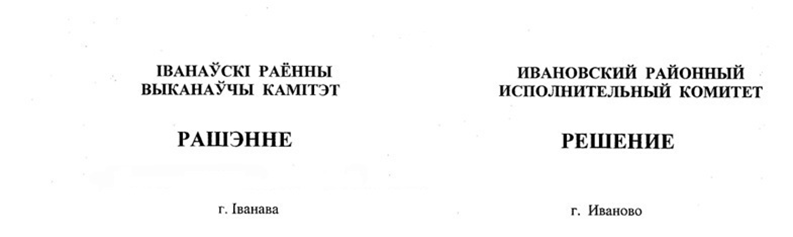 ІВАНАЎСКІ РАЁННЫ
ВЫКАНАЎЧЫ КАМІТЭТ
РАШЭННЕ
г. Іванава
ИВАНОВСКИЙ РАЙОННЫЙ
ИСПОЛНИТЕЛЬНЫЙ КОМИТЕТ
РЕШЕНИЕ
г. Иваново